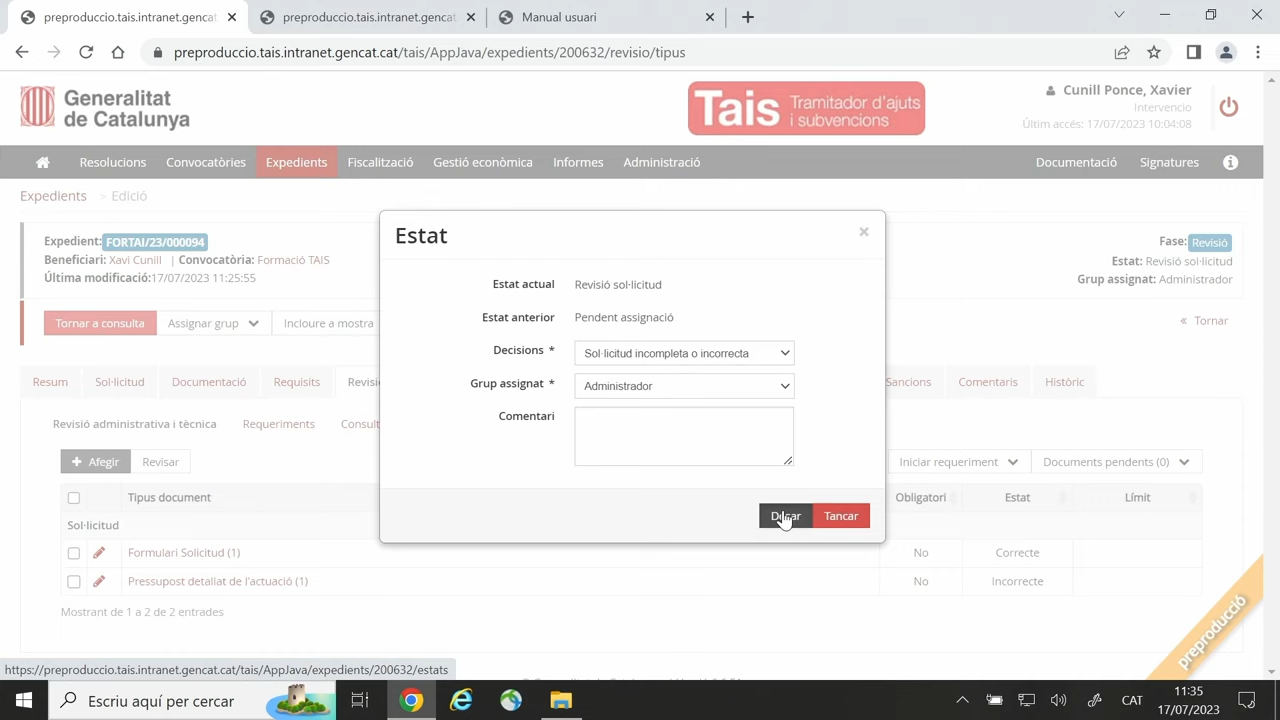 preproduccio.tais.intranet.gencat
preproduccio.tais.intranet.gencat
Manual usuari
preproduccio.tais.intranet.gencat.cat/tais/AppJava/expedients/200632/revisio/tipus
Generalitat
de Catalunya
Tais Tramitador d'ajuts
i subvencions
Cunill Ponce, Xavier
Intervencio
Últim accés: 17/07/2023 10:04:08
Resolucions Convocatòries Expedients Fiscalització Gestió econòmica Informes Administració Documentació Signatures
Expedients > Edició
Expedient: FORTAI/23/000094
Beneficiari: Xavi Cunill | Convocatòria: Formació TAIS
Última modificació:17/07/2023 11:25:55
Fase: Revisió
Estat: Revisió sol·licitud
Grup assignat: Administrador
Tornar a consulta Assignar grup Incloure a mostra « Tornar
Resum Sol·licitud Documentació Requisits Sancions Comentaris Històric
Revisió administrativa i tècnica Requeriments
+ Afegir Revisar Iniciar requeriment Documents pendents (0)
Tipus document Obligatori Estat Límit
Sol·licitud
Formulari Solicitud (1) No Correcte
Pressupost detallat de l'actuació (1) No Incorrecte
Mostrant de 1 a 2 de 2 entrades
Estat ×
Estat actual Revisió sol·licitud
Estat anterior Pendent assignació
Decisions * Sol·licitud incompleta o incorrecta
Grup assignat * Administrador
Comentari
Tancar
preproducció
https://preproduccio.tais.intranet.gencat.cat/tais/AppJava/expedients/200632/estats
Escriu aquí per cercar
CAT
11:35
17/07/2023